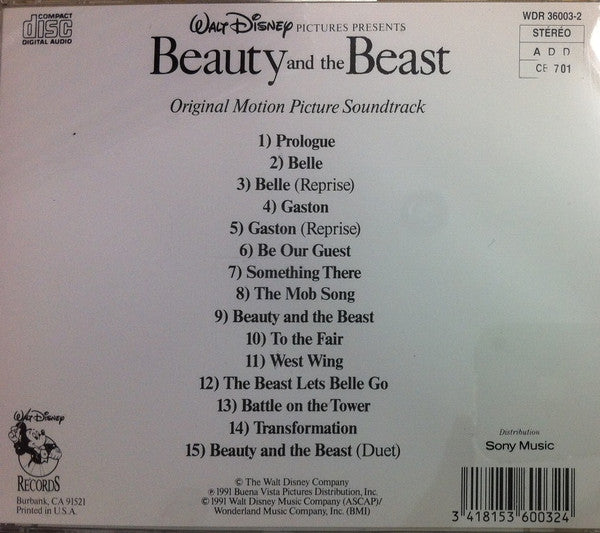 COMPACT
disc
DIGITAL AUDIO
WALT DISNEY PICTURES PRESENTS
Beauty and the Beast
Original Motion Picture Soundtrack
WDR 36003-2
STÉRÉO
A D D
CB 701
1) Prologue
2) Belle
3) Belle (Reprise)
4) Gaston
5) Gaston (Reprise)
6) Be Our Guest
7) Something There
8) The Mob Song
9) Beauty and the Beast
10) To the Fair
11) West Wing
12) The Beast Lets Belle Go
13) Battle on the Tower
14) Transformation
15) Beauty and the Beast (Duet)
WALT DISNEY
RECORDS
Burbank, CA 91521
Printed in U.S.A.
© The Walt Disney Company
℗ 1991 Buena Vista Pictures Distribution, Inc.
© 1991 Walt Disney Music Company (ASCAP)/
Wonderland Music Company, Inc. (BMI)
Distribution
Sony Music
3 418153 600324